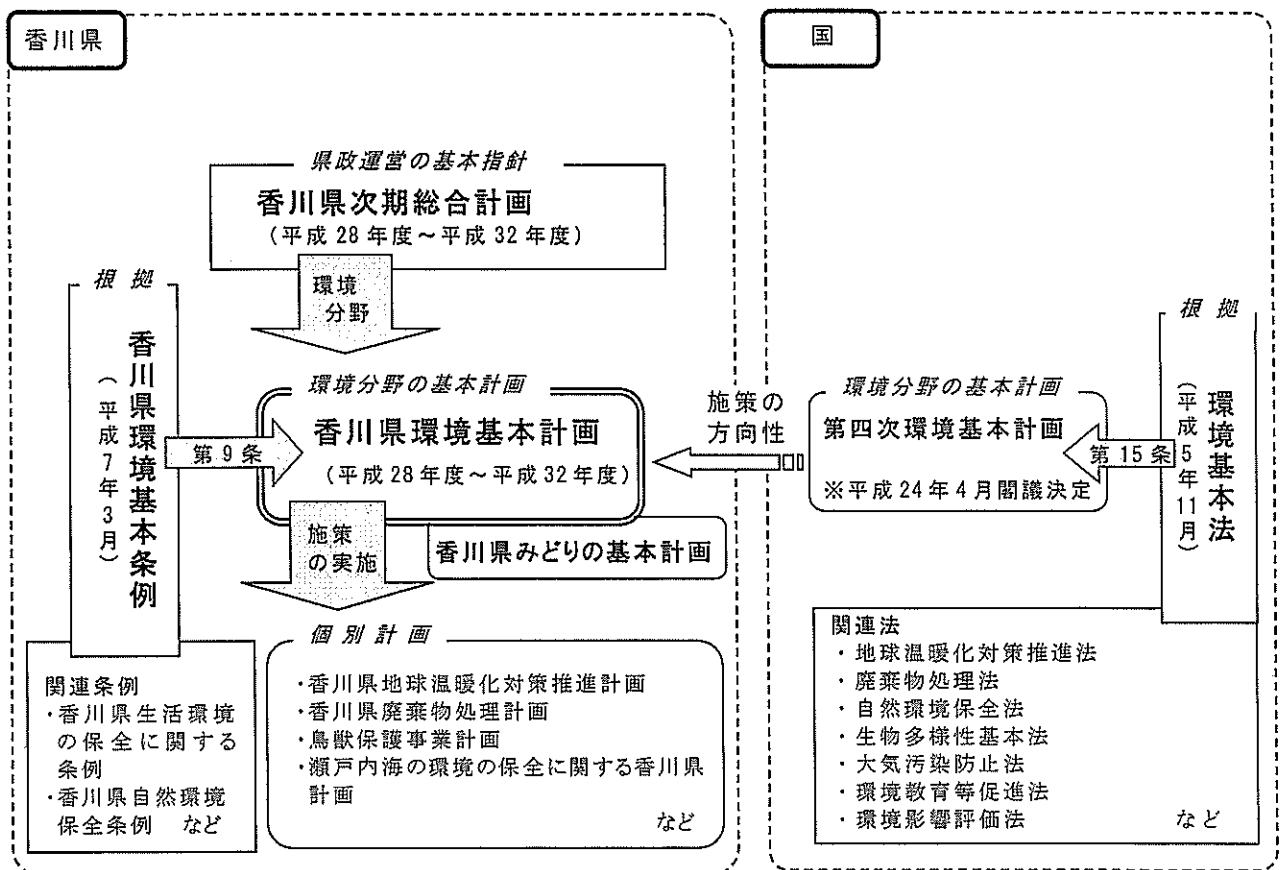 香川県
国
県政運営の基本指針
香川県次期総合計画
（平成 28 年度～平成 32 年度）
環境
分野
根 拠
香川県環境基本条例
（平成7年3月）
第9条
環境分野の基本計画
香川県環境基本計画
（平成 28 年度～平成 32 年度）
施策の
方向性
環境分野の基本計画
第四次環境基本計画
※平成 24 年 4 月閣議決定
第 15 条
根 拠
環境基本法
（平成5年11月）
施策
の実施
香川県みどりの基本計画
関連条例
・香川県生活環境
の保全に関する
条例
・香川県自然環境
保全条例 など
個別計画
・香川県地球温暖化対策推進計画
・香川県廃棄物処理計画
・鳥獣保護事業計画
・瀬戸内海の環境の保全に関する香川県
計画
など
関連法
・地球温暖化対策推進法
・廃棄物処理法
・自然環境保全法
・生物多様性基本法
・大気汚染防止法
・環境教育等促進法
・環境影響評価法 など